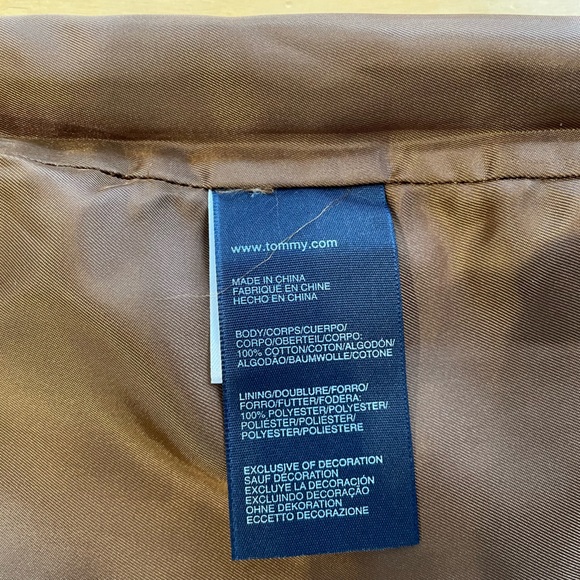 www.tommy.com
MADE IN CHINA
FABRIQUE EN CHINE
HECHO EN CHINA
BODY/CORPS/CUERPO/
CORPO/OBERTEIL/CORPO:
100% COTTON/COTON/ALGODÓN/
ALGODÃO/BAUMWOLLE/COTONE
LINING/DOUBLURE/FORRO/
FORRO/FUTTER/FODERA:
100% POLYESTER/POLYESTER/
POLIÉSTER/POLIÉSTER/
POLYESTER/POLIESTERE
EXCLUSIVE OF DECORATION
SAUF DÉCORATION
EXCLUYE LA DECORACIÓN
EXCLUINDO DECORAÇÃO
OHNE DEKORATION
ECCETTO DECORAZIONE